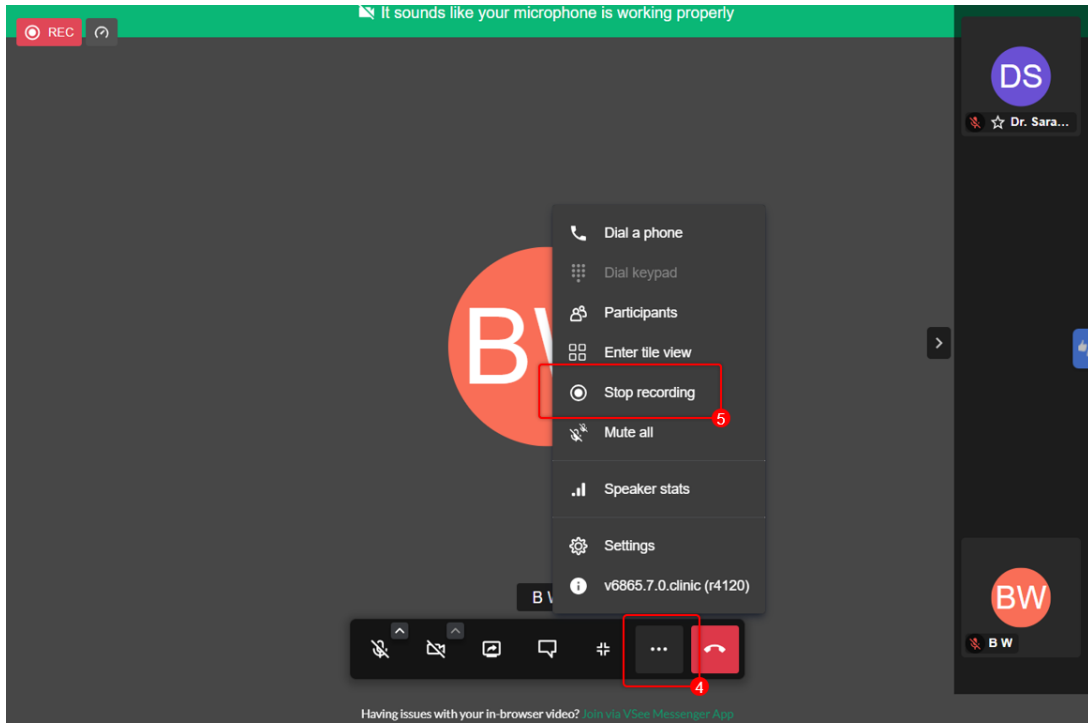 It sounds like your microphone is working properly
REC
DS
Dr. Sara...
Dial a phone
Dial keypad
Participants
Enter tile view
Stop recording
5
Mute all
Speaker stats
Settings
v6865.7.0.clinic (r4120)
BW
B
BW
B W
4
Having issues with your in-browser video? Join via VSee Messenger App